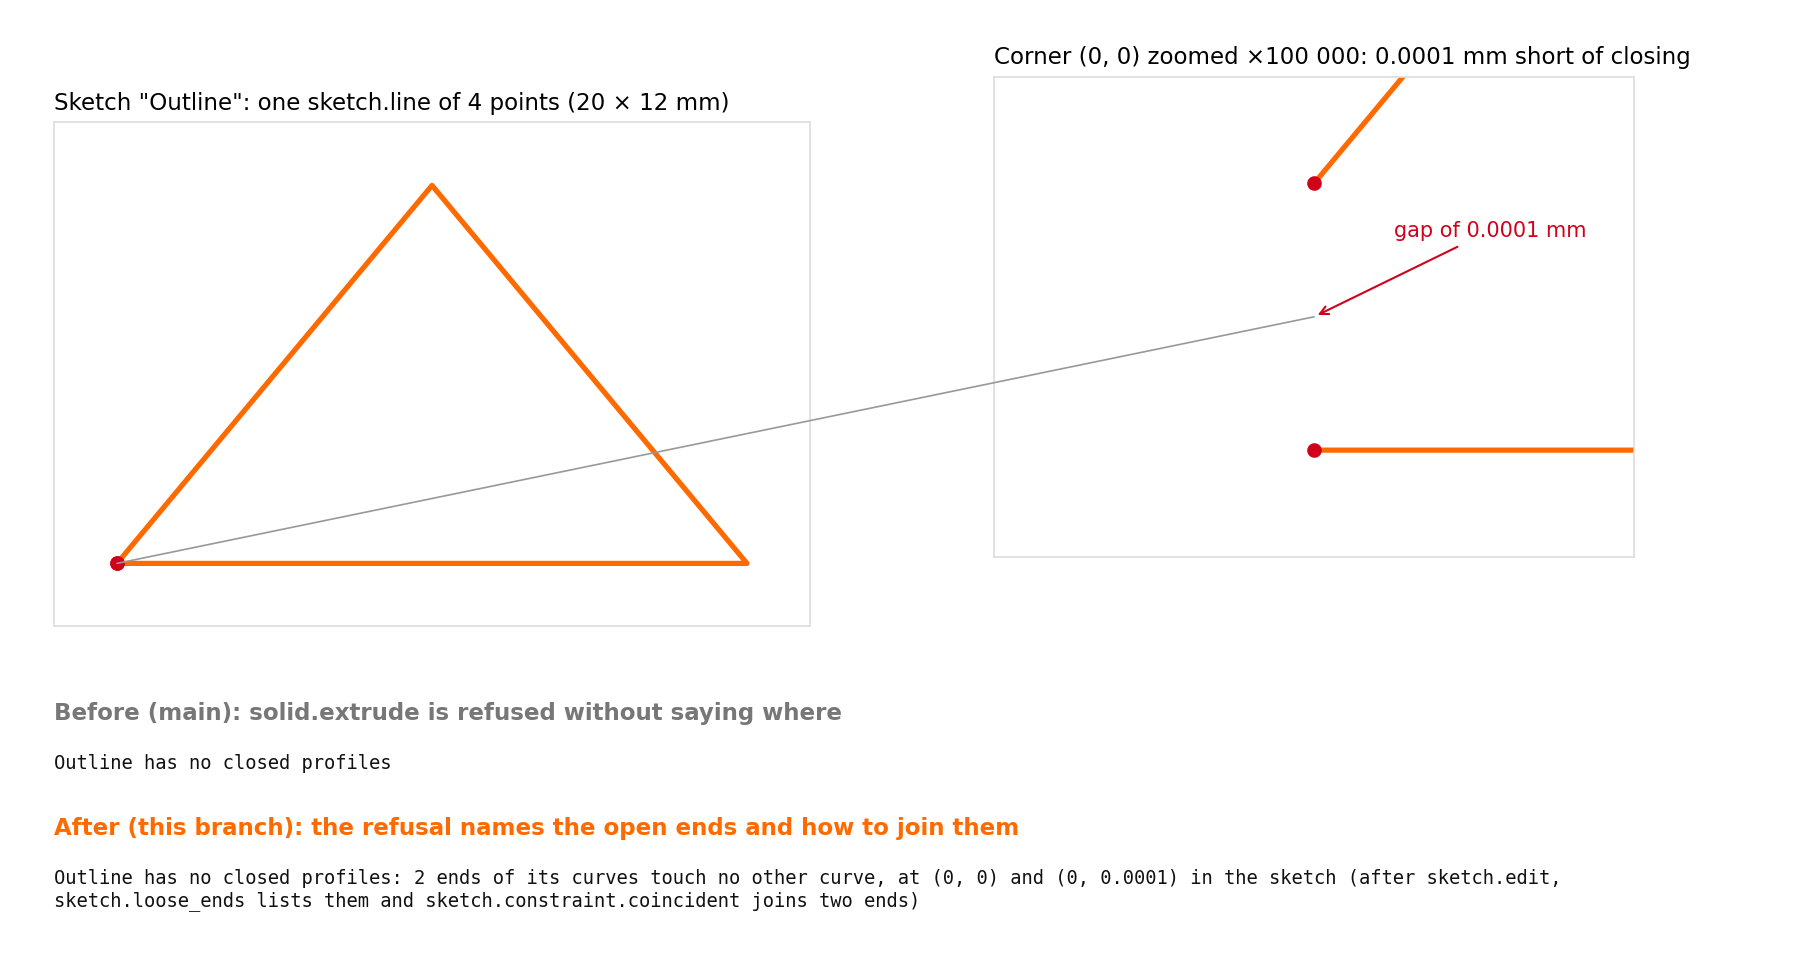 Corner (0, 0) zoomed ×100 000: 0.0001 mm short of closing
Sketch "Outline": one sketch.line of 4 points (20 × 12 mm)
gap of 0.0001 mm
Before (main): solid.extrude is refused without saying where
Outline has no closed profiles
After (this branch): the refusal names the open ends and how to join them
Outline has no closed profiles: 2 ends of its curves touch no other curve, at (0, 0) and (0, 0.0001) in the sketch (after sketch.edit,
sketch.loose_ends lists them and sketch.constraint.coincident joins two ends)